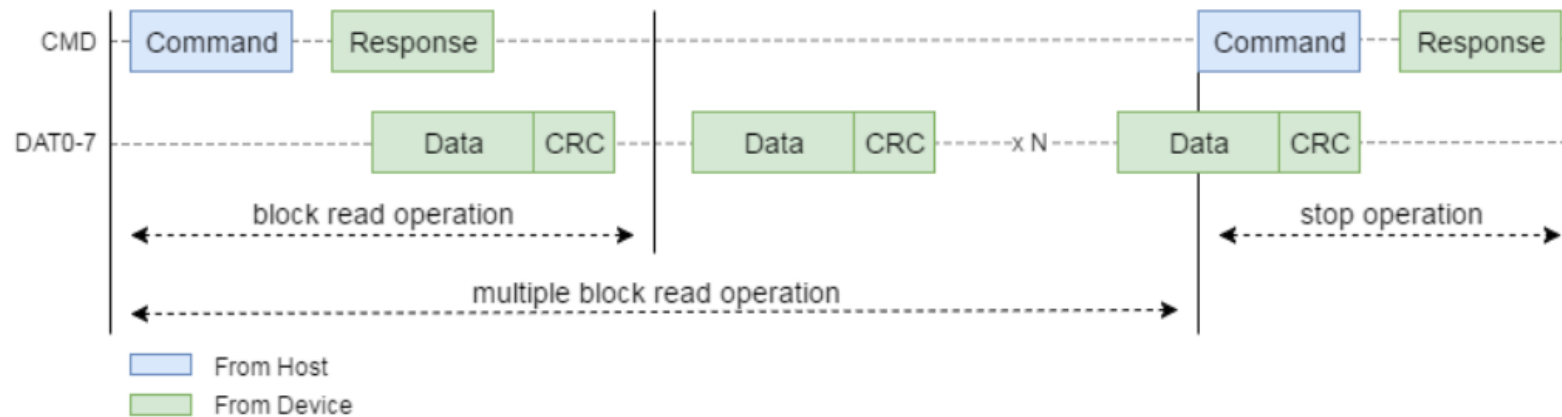 CMD Command Response Command Response
DAT0-7 Data CRC Data CRC x N Data CRC
block read operation stop operation
multiple block read operation
From Host
From Device